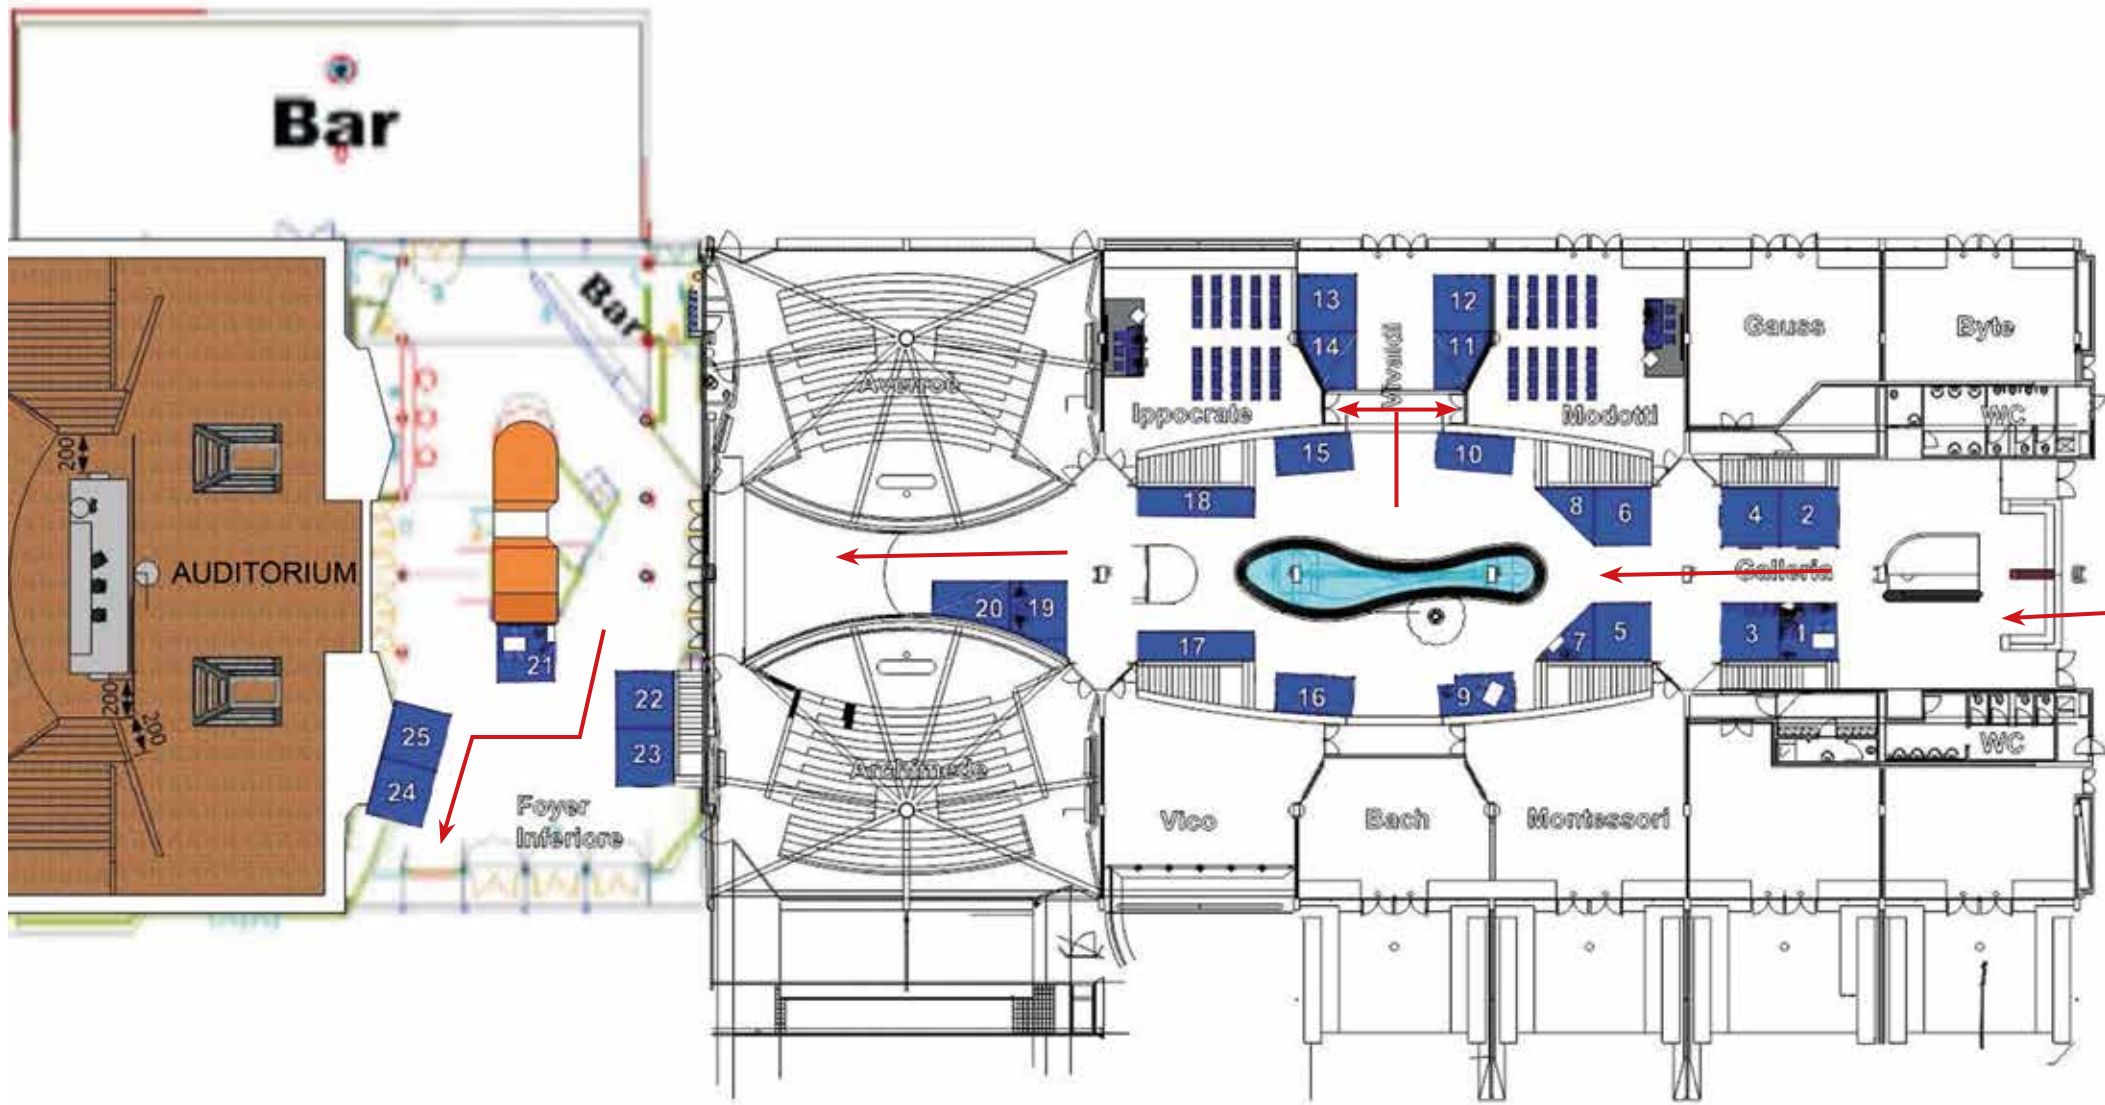 Bar
Bar
AUDITORIUM
200
200
200
Averroè
Archimede
Ippocrate
Vivaldi
Modotti
Gauss
Byte
WC
13
12
14
11
15
10
18
8
6
4
2
Galleria
20
19
17
7
5
3
1
16
9
21
22
23
25
24
Foyer
Inferiore
Vico
Bach
Montessori
WC